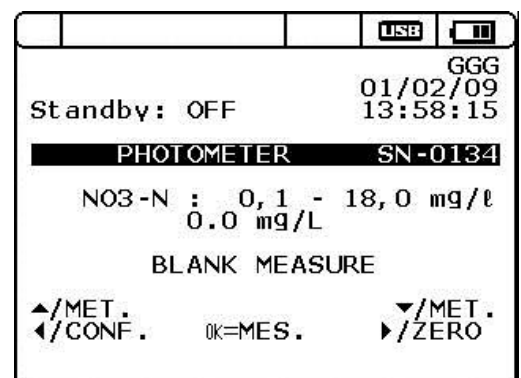 USB
GGG
01/02/09
Standby: OFF 13:58:15
PHOTOMETER SN-0134
NO3-N : 0,1 - 18,0 mg/ℓ
0.0 mg/L
BLANK MEASURE
▲/MET. ▼/MET.
◀/CONF. OK=MES. ▶/ZERO